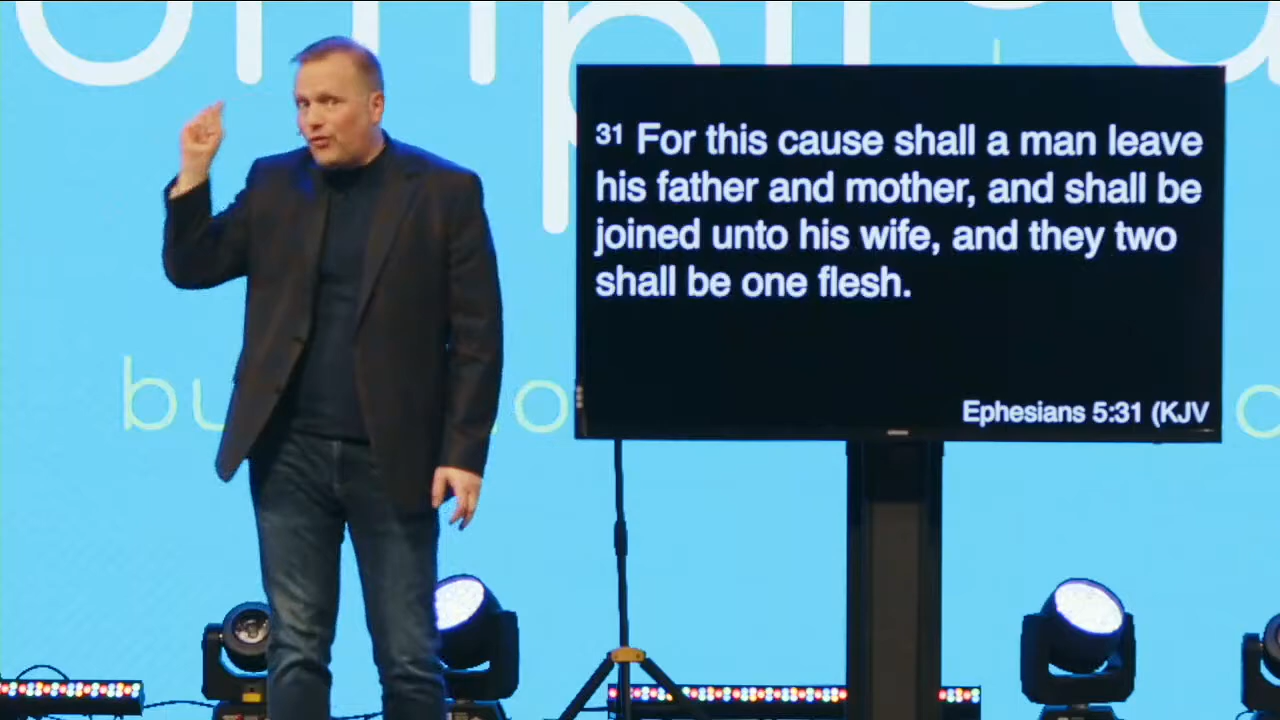 31 For this cause shall a man leave
his father and mother, and shall be
joined unto his wife, and they two
shall be one flesh.
Ephesians 5:31 (KJV